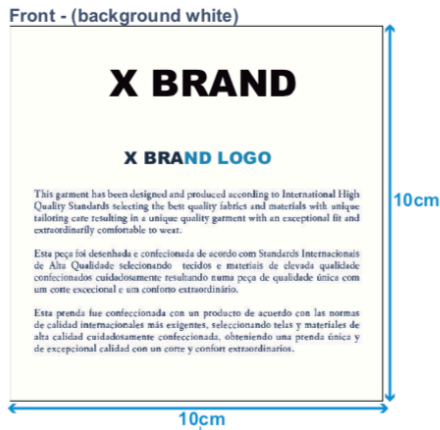 Front - (background white)
X BRAND
X BRAND LOGO
This garment has been designed and produced according to International High
Quality Standards selecting the best quality fabrics and materials with unique
tailoring care resulting in a unique quality garment with an exceptional fit and
extraordinarily comfortable to wear.
Esta peça foi desenhada e confecionada de acordo com Standards Internacionais
de Alta Qualidade selecionando tecidos e materiais de elevada qualidade
confecionados cuidadosamente resultando numa peça de qualidade única com
um corte excecional e um conforto extraordinário.
Esta prenda fue confeccionada con un producto de acuerdo con las normas
de calidad internacionales más exigentes, seleccionando telas y materiales de
alta calidad cuidadosamente confeccionada, obteniendo una prenda única y
de excepcional calidad con un corte y confort extraordinarios.
10cm
10cm